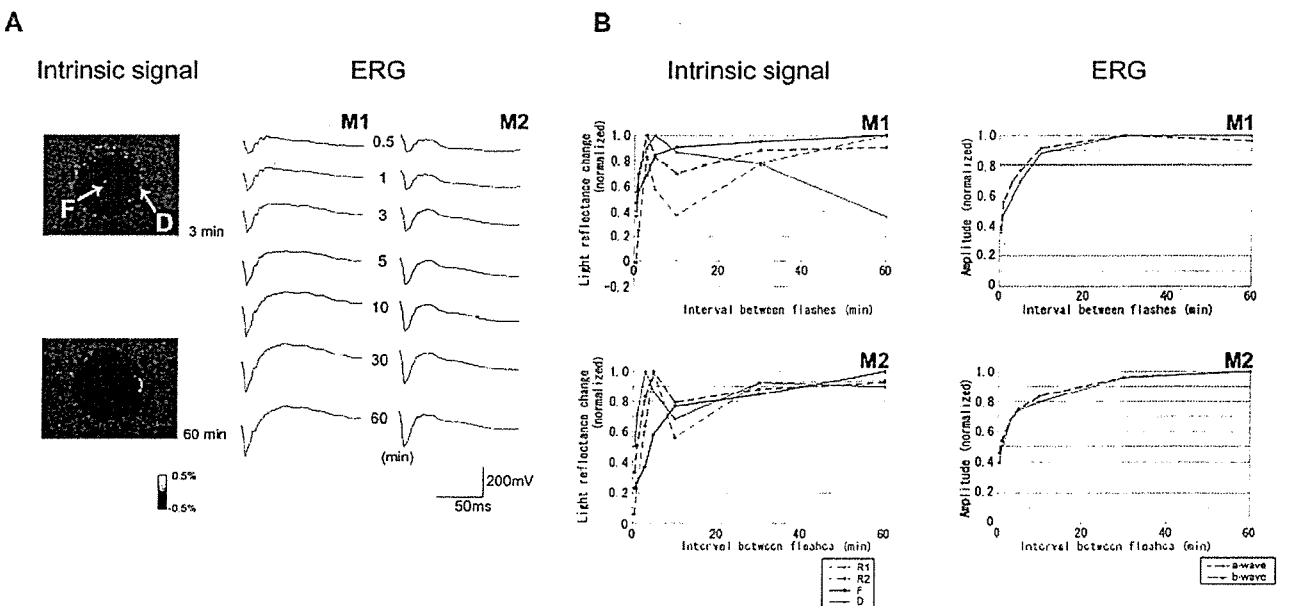 A
B
Intrinsic signal
ERG
Intrinsic signal
ERG
M1
M2
0.5
1
3
5
10
30
60
(min)
F
D
3 min
60 min
0.5%
-0.5%
200mV
50ms
M1
Light reflectance change
(normalized)
1.0
0.8
0.6
0.4
0.2
0
-0.2
0
20
40
60
Interval between flashes (min)
M1
Amplitude (normalized)
1.0
0.8
0.6
0.4
0.2
0
0
20
40
60
Interval between flashes (min)
M2
Light reflectance change
(normalized)
1.0
0.8
0.6
0.4
0.2
0
0
20
40
60
Interval between flashes (min)
R1
R2
F
D
M2
Amplitude (normalized)
1.0
0.8
0.6
0.4
0.2
0
0
20
40
60
Interval between flashes (min)
a-wave
b-wave